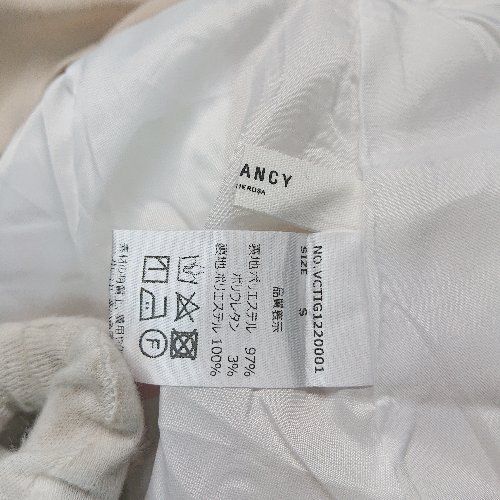 ANCY
NO.VCTIG1220001
SIZE S
品質表示
表地 ポリエステル 97%
ポリウレタン 3%
裏地 ポリエステル 100%
F